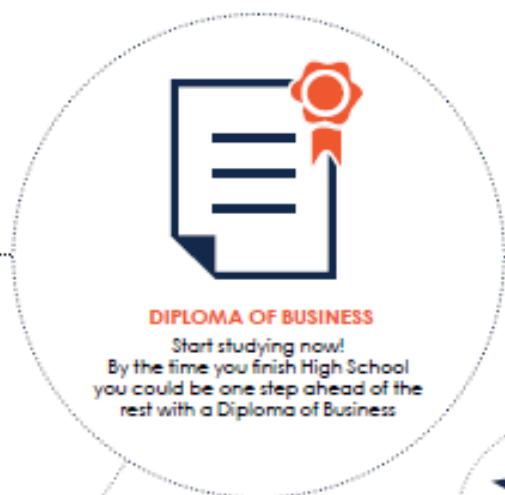 DIPLOMA OF BUSINESS
Start studying now!
By the time you finish High School
you could be one step ahead of the
rest with a Diploma of Business